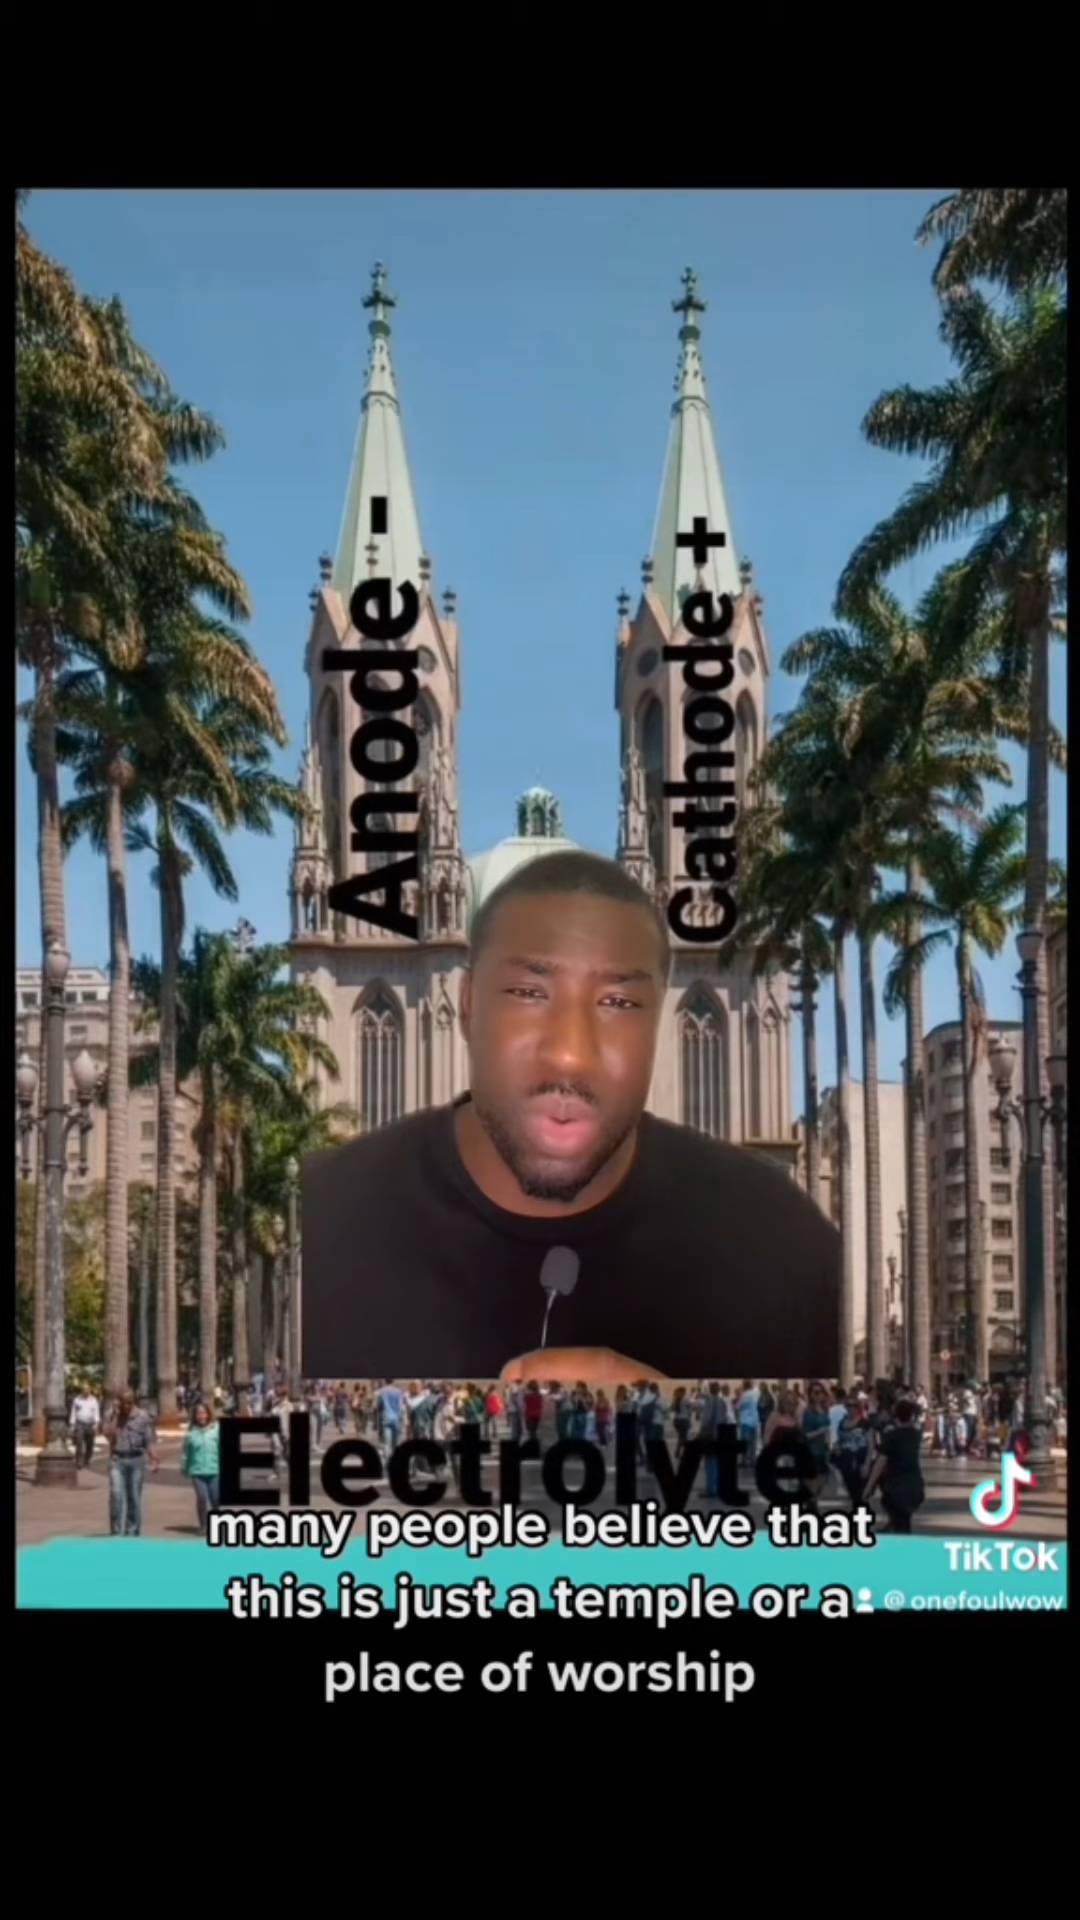 Anode -
Cathode +
Electrolyte
many people believe that
this is just a temple or a
place of worship
TikTok
@ onefoulwow